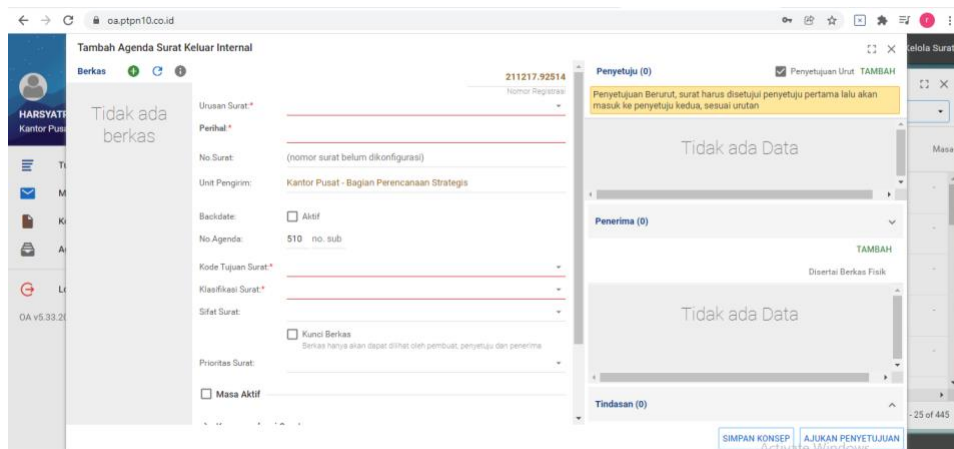 oa.ptpn10.co.id
Tambah Agenda Surat Keluar Internal
Kelola Surat
Berkas
211217.92514
Nomor Registrasi
Penyetuju (0)
Penyetujuan Urut TAMBAH
Penyetujuan Berurut, surat harus disetujui penyetuju pertama lalu akan
masuk ke penyetuju kedua, sesuai urutan
HARSYATR
Kantor Pusa
Tidak ada
berkas
Urusan Surat:*
Perihal:*
Tidak ada Data
Masa
No.Surat: (nomor surat belum dikonfigurasi)
Unit Pengirim: Kantor Pusat - Bagian Perencanaan Strategis
Backdate: Aktif
Penerima (0)
No.Agenda: 510 no. sub
TAMBAH
Kode Tujuan Surat:*
Disertai Berkas Fisik
Klasifikasi Surat:*
Sifat Surat:
Tidak ada Data
OA v5.33.20
Kunci Berkas
Berkas hanya akan dapat dilihat oleh pembuat, penyetuju dan penerima
Prioritas Surat:
Masa Aktif
Tindasan (0)
- 25 of 445
SIMPAN KONSEP
AJUKAN PENYETUJUAN
Activate Windows